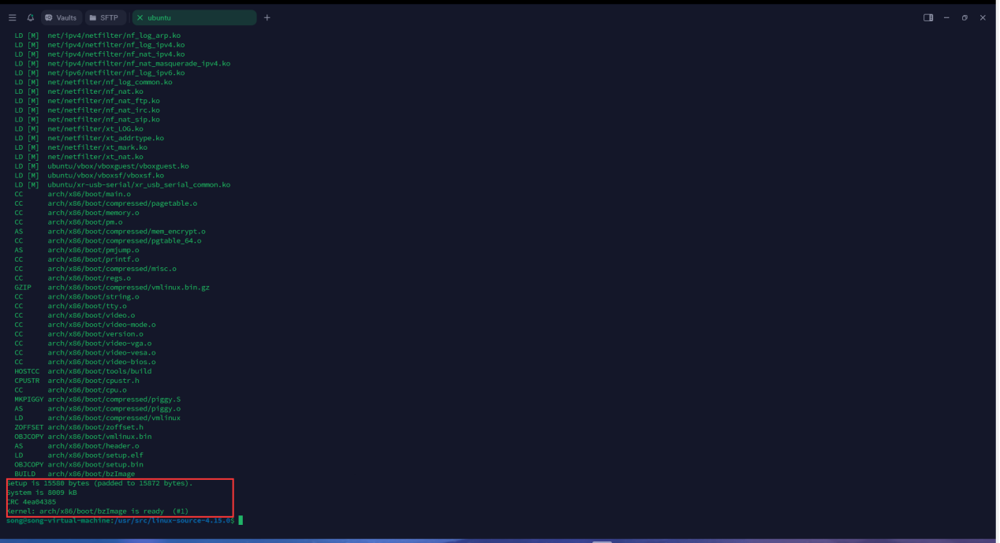 Vaults SFTP ubuntu
LD [M] net/ipv4/netfilter/nf_log_arp.ko
LD [M] net/ipv4/netfilter/nf_log_ipv4.ko
LD [M] net/ipv4/netfilter/nf_nat_ipv4.ko
LD [M] net/ipv4/netfilter/nf_nat_masquerade_ipv4.ko
LD [M] net/ipv6/netfilter/nf_log_ipv6.ko
LD [M] net/netfilter/nf_log_common.ko
LD [M] net/netfilter/nf_nat.ko
LD [M] net/netfilter/nf_nat_ftp.ko
LD [M] net/netfilter/nf_nat_irc.ko
LD [M] net/netfilter/nf_nat_sip.ko
LD [M] net/netfilter/xt_LOG.ko
LD [M] net/netfilter/xt_addrtype.ko
LD [M] net/netfilter/xt_mark.ko
LD [M] net/netfilter/xt_nat.ko
LD [M] ubuntu/vbox/vboxguest/vboxguest.ko
LD [M] ubuntu/vbox/vboxsf/vboxsf.ko
LD [M] ubuntu/xr-usb-serial/xr_usb_serial_common.ko
CC arch/x86/boot/main.o
CC arch/x86/boot/compressed/pagetable.o
CC arch/x86/boot/memory.o
CC arch/x86/boot/pm.o
AS arch/x86/boot/compressed/mem_encrypt.o
CC arch/x86/boot/compressed/pgtable_64.o
AS arch/x86/boot/pmjump.o
CC arch/x86/boot/printf.o
CC arch/x86/boot/compressed/misc.o
CC arch/x86/boot/regs.o
GZIP arch/x86/boot/compressed/vmlinux.bin.gz
CC arch/x86/boot/string.o
CC arch/x86/boot/tty.o
CC arch/x86/boot/video.o
CC arch/x86/boot/video-mode.o
CC arch/x86/boot/version.o
CC arch/x86/boot/video-vga.o
CC arch/x86/boot/video-vesa.o
CC arch/x86/boot/video-bios.o
HOSTCC arch/x86/boot/tools/build
CPUSTR arch/x86/boot/cpustr.h
CC arch/x86/boot/cpu.o
MKPIGGY arch/x86/boot/compressed/piggy.S
AS arch/x86/boot/compressed/piggy.o
LD arch/x86/boot/compressed/vmlinux
ZOFFSET arch/x86/boot/zoffset.h
OBJCOPY arch/x86/boot/vmlinux.bin
AS arch/x86/boot/header.o
LD arch/x86/boot/setup.elf
OBJCOPY arch/x86/boot/setup.bin
BUILD arch/x86/boot/bzImage
Setup is 15580 bytes (padded to 15872 bytes).
System is 8009 kB
CRC 4ea04385
Kernel: arch/x86/boot/bzImage is ready (#1)
song@song-virtual-machine:/usr/src/linux-source-4.15.0$